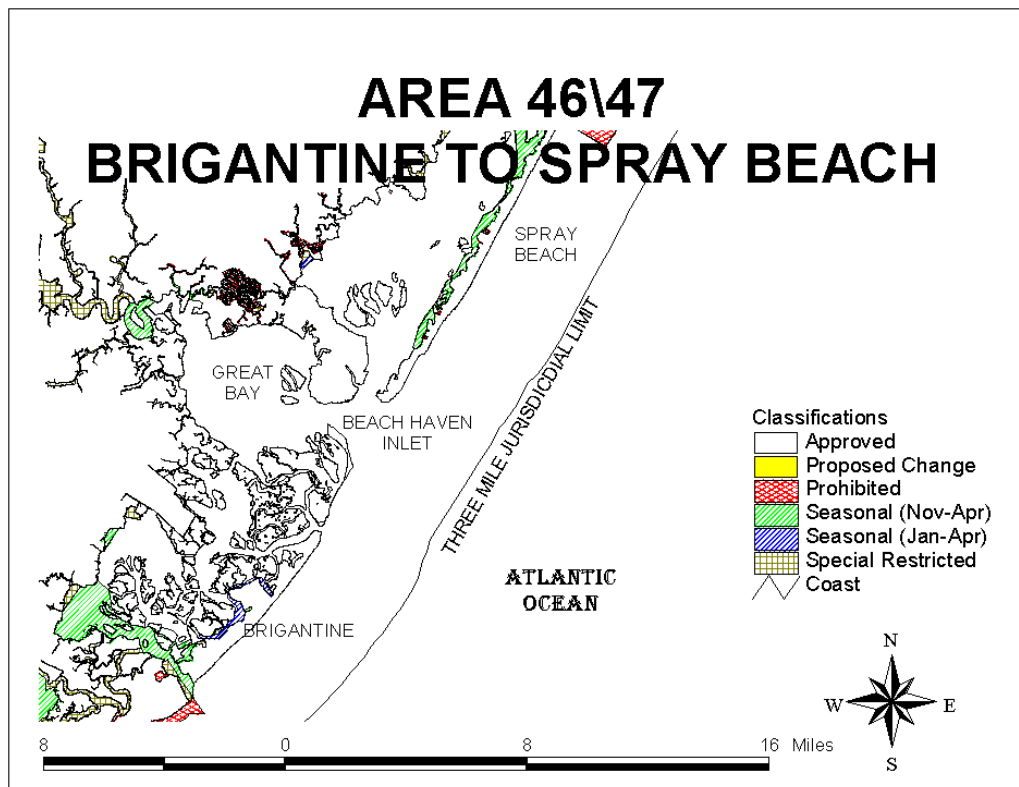 AREA 46\47
BRIGANTINE TO SPRAY BEACH
SPRAY
BEACH
GREAT
BAY
BEACH HAVEN
INLET
THREE MILE JURISDICDIAL LIMIT
ATLANTIC
OCEAN
BRIGANTINE
Classifications
Approved
Proposed Change
Prohibited
Seasonal (Nov-Apr)
Seasonal (Jan-Apr)
Special Restricted
Coast
N
W
E
S
8 0 8 16 Miles